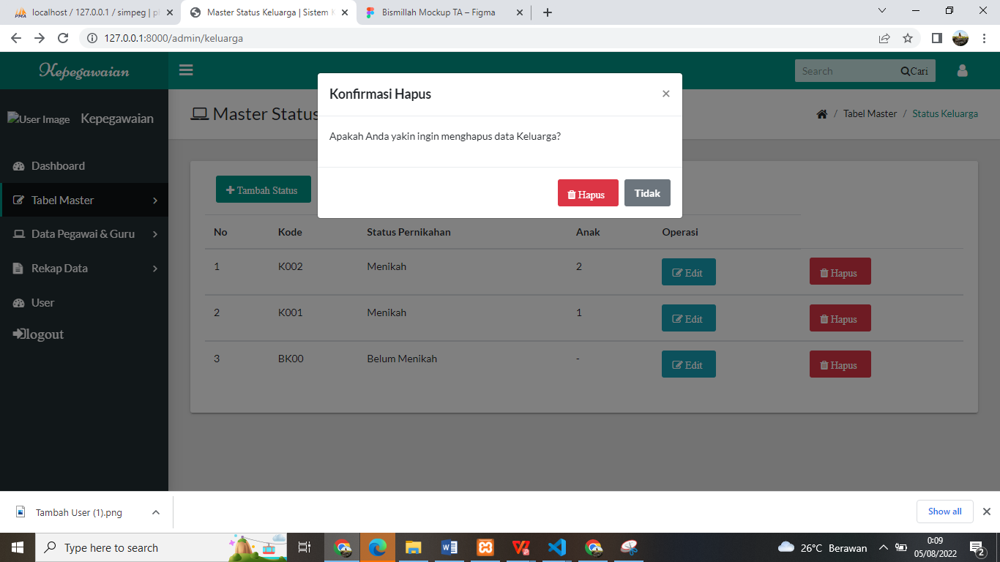 localhost / 127.0.0.1 / simpeg | p
Master Status Keluarga | Sistem K
Bismillah Mockup TA – Figma
127.0.0.1:8000/admin/keluarga
Kepegawaian
Search
Cari
User Image
Kepegawaian
Master Status
Tabel Master / Status Keluarga
Konfirmasi Hapus
×
Apakah Anda yakin ingin menghapus data Keluarga?
Hapus
Tidak
Dashboard
Tabel Master
Data Pegawai & Guru
Rekap Data
User
logout
Tambah Status
No Kode Status Pernikahan Anak Operasi
1 K002 Menikah 2 Edit Hapus
2 K001 Menikah 1 Edit Hapus
3 BK00 Belum Menikah - Edit Hapus
Tambah User (1).png
Show all
Type here to search
26°C Berawan
0:09
05/08/2022
2